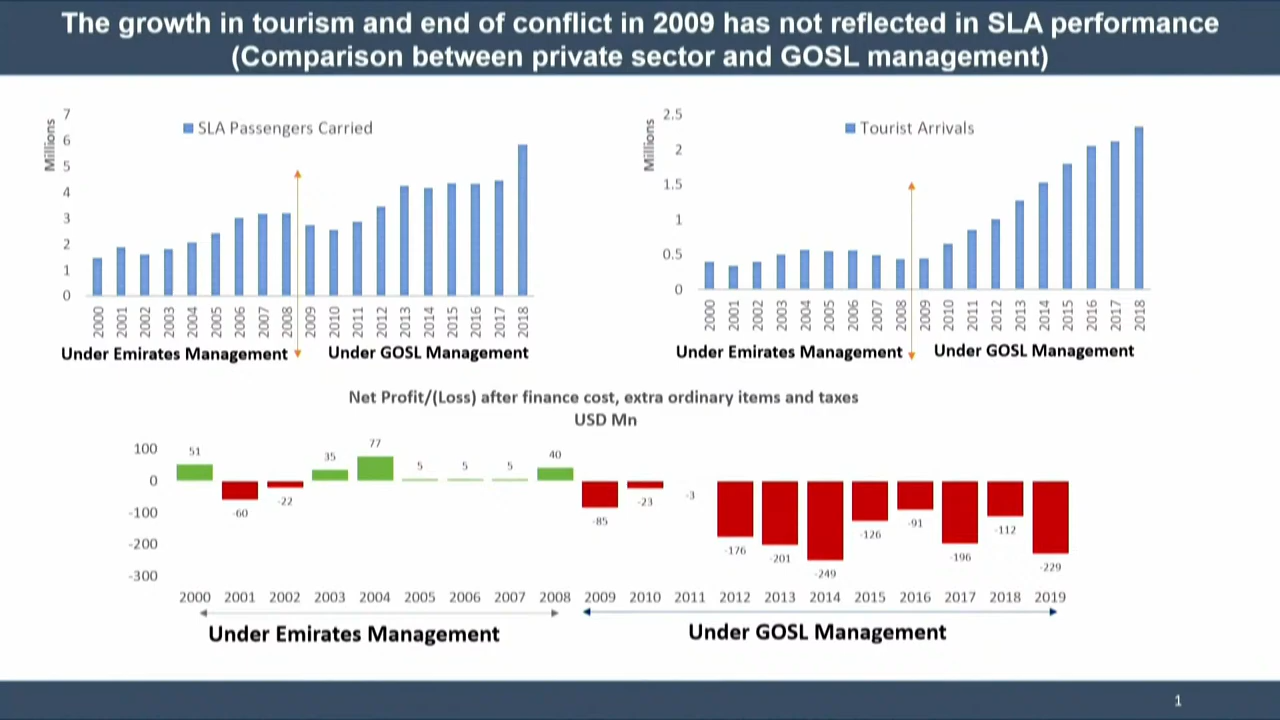 The growth in tourism and end of conflict in 2009 has not reflected in SLA performance
(Comparison between private sector and GOSL management)
Millions
7
6
5
4
3
2
1
0
SLA Passengers Carried
2000 2001 2002 2003 2004 2005 2006 2007 2008 2009 2010 2011 2012 2013 2014 2015 2016 2017 2018
Under Emirates Management
Under GOSL Management
Millions
2.5
2
1.5
1
0.5
0
Tourist Arrivals
2000 2001 2002 2003 2004 2005 2006 2007 2008 2009 2010 2011 2012 2013 2014 2015 2016 2017 2018
Under Emirates Management
Under GOSL Management
Net Profit/(Loss) after finance cost, extra ordinary items and taxes
USD Mn
100
0
-100
-200
-300
51 -60 -22 35 77 5 5 5 40 -85 -23 -3 -176 -201 -249 -126 -91 -196 -112 -229
2000 2001 2002 2003 2004 2005 2006 2007 2008 2009 2010 2011 2012 2013 2014 2015 2016 2017 2018 2019
Under Emirates Management
Under GOSL Management
1